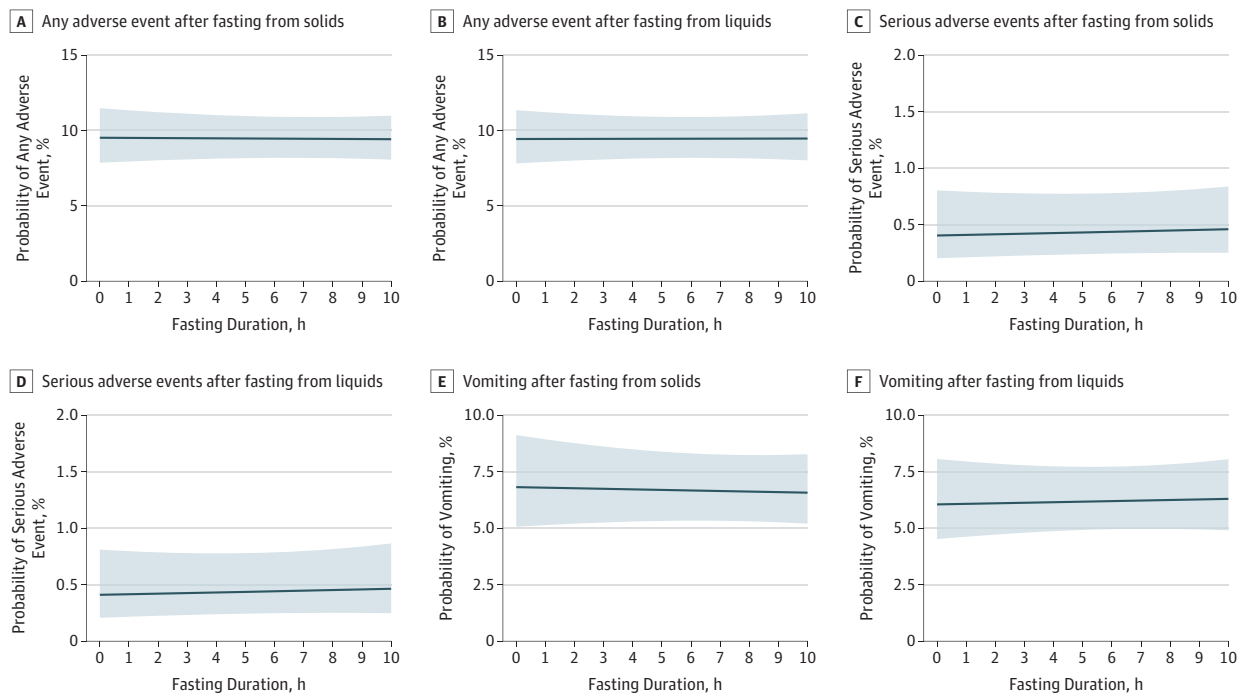 A Any adverse event after fasting from solids
15
10
5
0
Probability of Any Adverse
Event, %
0 1 2 3 4 5 6 7 8 9 10
Fasting Duration, h
B Any adverse event after fasting from liquids
15
10
5
0
Probability of Any Adverse
Event, %
0 1 2 3 4 5 6 7 8 9 10
Fasting Duration, h
C Serious adverse events after fasting from solids
2.0
1.5
1.0
0.5
0
Probability of Serious Adverse
Event, %
0 1 2 3 4 5 6 7 8 9 10
Fasting Duration, h
D Serious adverse events after fasting from liquids
2.0
1.5
1.0
0.5
0
Probability of Serious Adverse
Event, %
0 1 2 3 4 5 6 7 8 9 10
Fasting Duration, h
E Vomiting after fasting from solids
10.0
7.5
5.0
2.5
0
Probability of Vomiting, %
0 1 2 3 4 5 6 7 8 9 10
Fasting Duration, h
F Vomiting after fasting from liquids
10.0
7.5
5.0
2.5
0
Probability of Vomiting, %
0 1 2 3 4 5 6 7 8 9 10
Fasting Duration, h